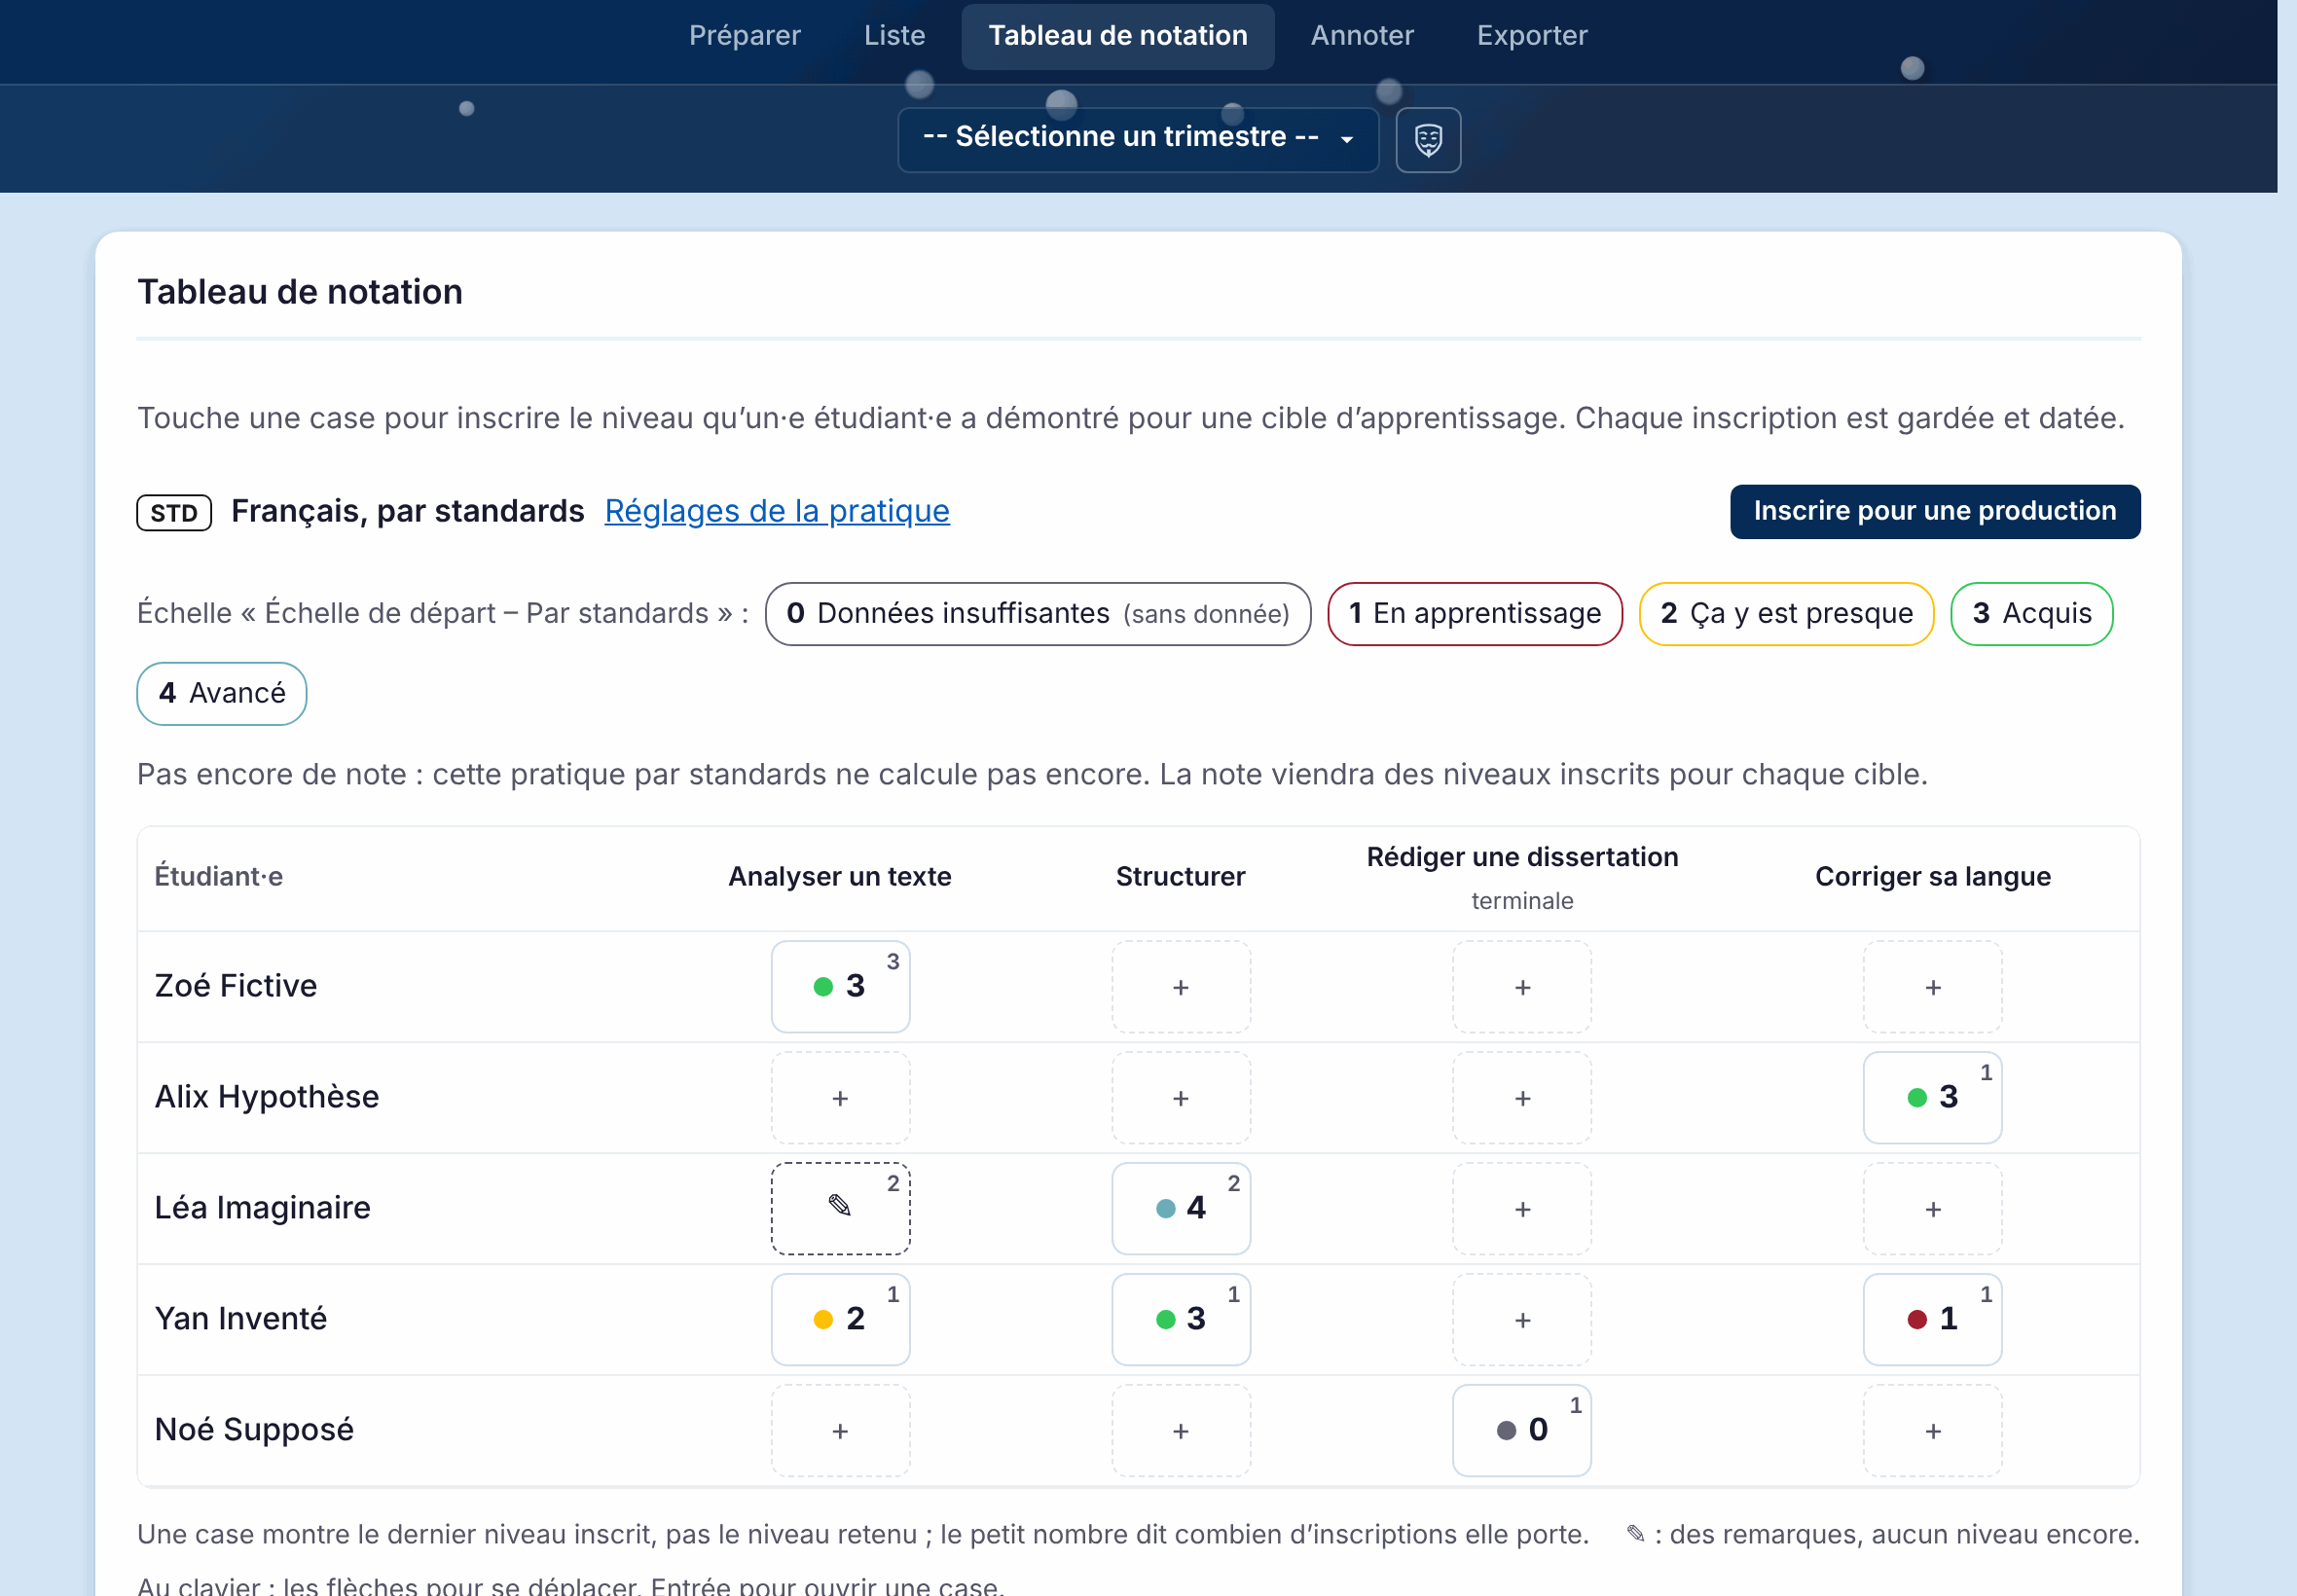 Préparer Liste Tableau de notation Annoter Exporter
-- Sélectionne un trimestre --
Tableau de notation
Touche une case pour inscrire le niveau qu’un·e étudiant·e a démontré pour une cible d’apprentissage. Chaque inscription est gardée et datée.
STD Français, par standards Réglages de la pratique Inscrire pour une production
Échelle « Échelle de départ – Par standards » : 0 Données insuffisantes (sans donnée) 1 En apprentissage 2 Ça y est presque 3 Acquis
4 Avancé
Pas encore de note : cette pratique par standards ne calcule pas encore. La note viendra des niveaux inscrits pour chaque cible.
Étudiant·e Analyser un texte Structurer Rédiger une dissertation Corriger sa langue
terminale
Zoé Fictive 3 3 + + +
Alix Hypothèse + + + 3 1
Léa Imaginaire ✎ 2 4 2 + +
Yan Inventé 2 1 3 1 + 1 1
Noé Supposé + + 0 1 +
Une case montre le dernier niveau inscrit, pas le niveau retenu ; le petit nombre dit combien d’inscriptions elle porte. ✎ : des remarques, aucun niveau encore.
Au clavier : les flèches pour se déplacer, Entrée pour ouvrir une case.